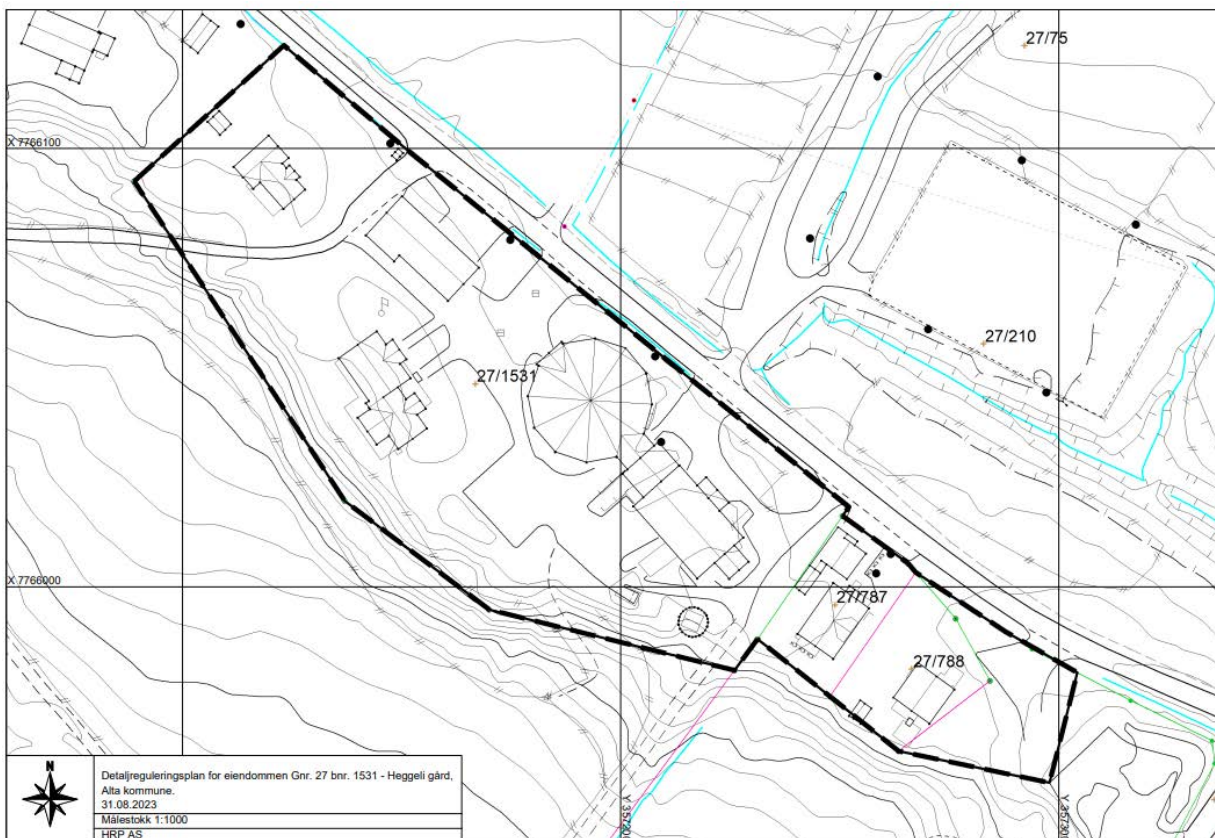 27/75
X 7766100
27/210
27/1531
X 7766000
27/787
27/788
N
Detaljreguleringsplan for eiendommen Gnr. 27 bnr. 1531 - Heggeli gård,
Alta kommune.
31.08.2023
Målestokk 1:1000
HRP AS